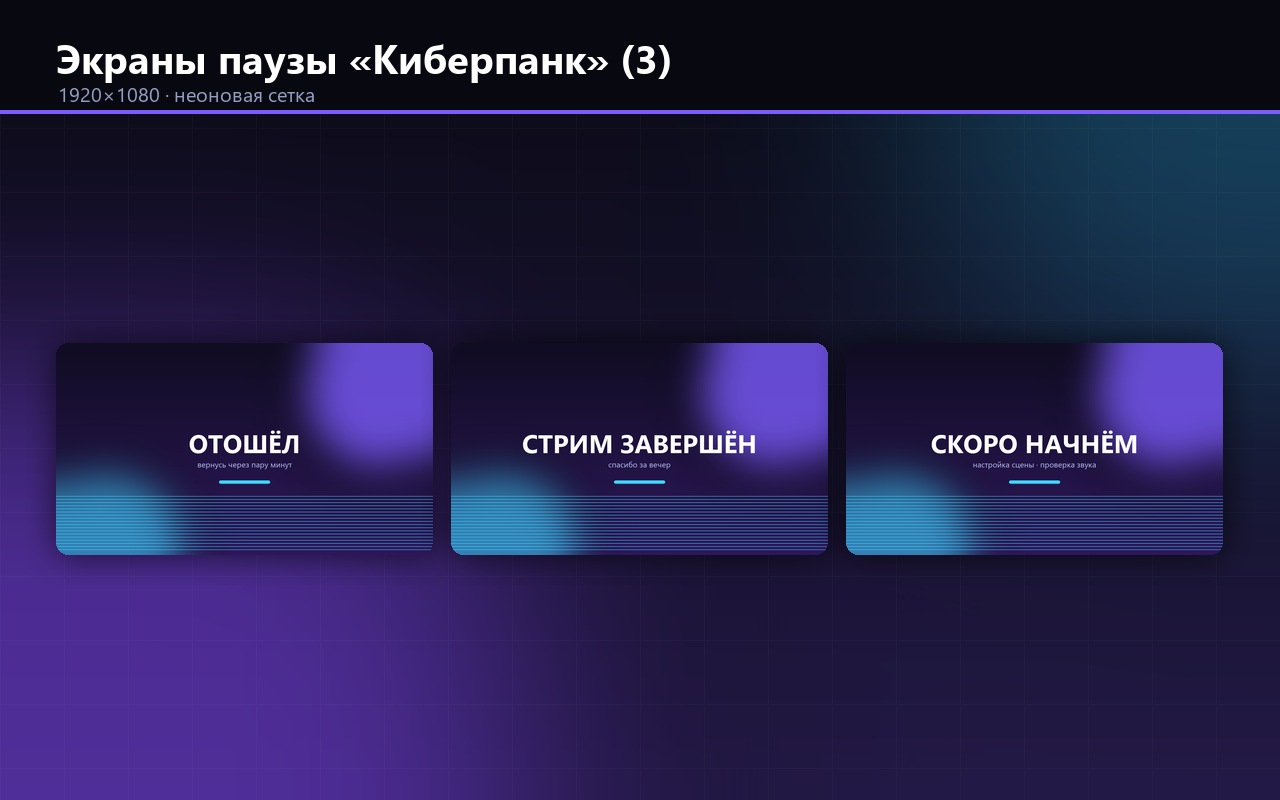 Экраны паузы «Киберпанк» (3)
1920×1080 · неоновая сетка
ОТОШЁЛ
вернусь через пару минут
СТРИМ ЗАВЕРШЁН
спасибо за вечер
СКОРО НАЧНЁМ
настройка сцены · проверка звука